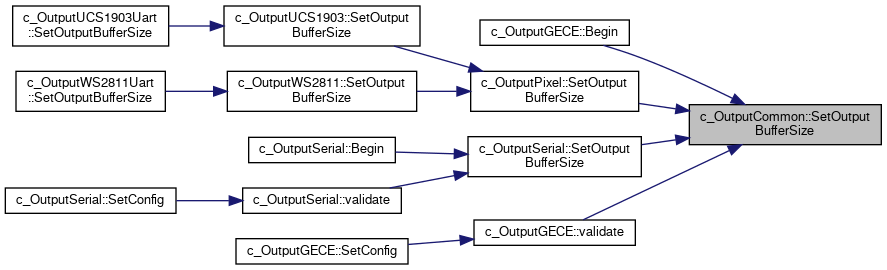 c_OutputUCS1903Uart
::SetOutputBufferSize
c_OutputUCS1903::SetOutput
BufferSize
c_OutputGECE::Begin
c_OutputWS2811Uart
::SetOutputBufferSize
c_OutputWS2811::SetOutput
BufferSize
c_OutputPixel::SetOutput
BufferSize
c_OutputCommon::SetOutput
BufferSize
c_OutputSerial::Begin
c_OutputSerial::SetOutput
BufferSize
c_OutputSerial::SetConfig
c_OutputSerial::validate
c_OutputGECE::SetConfig
c_OutputGECE::validate